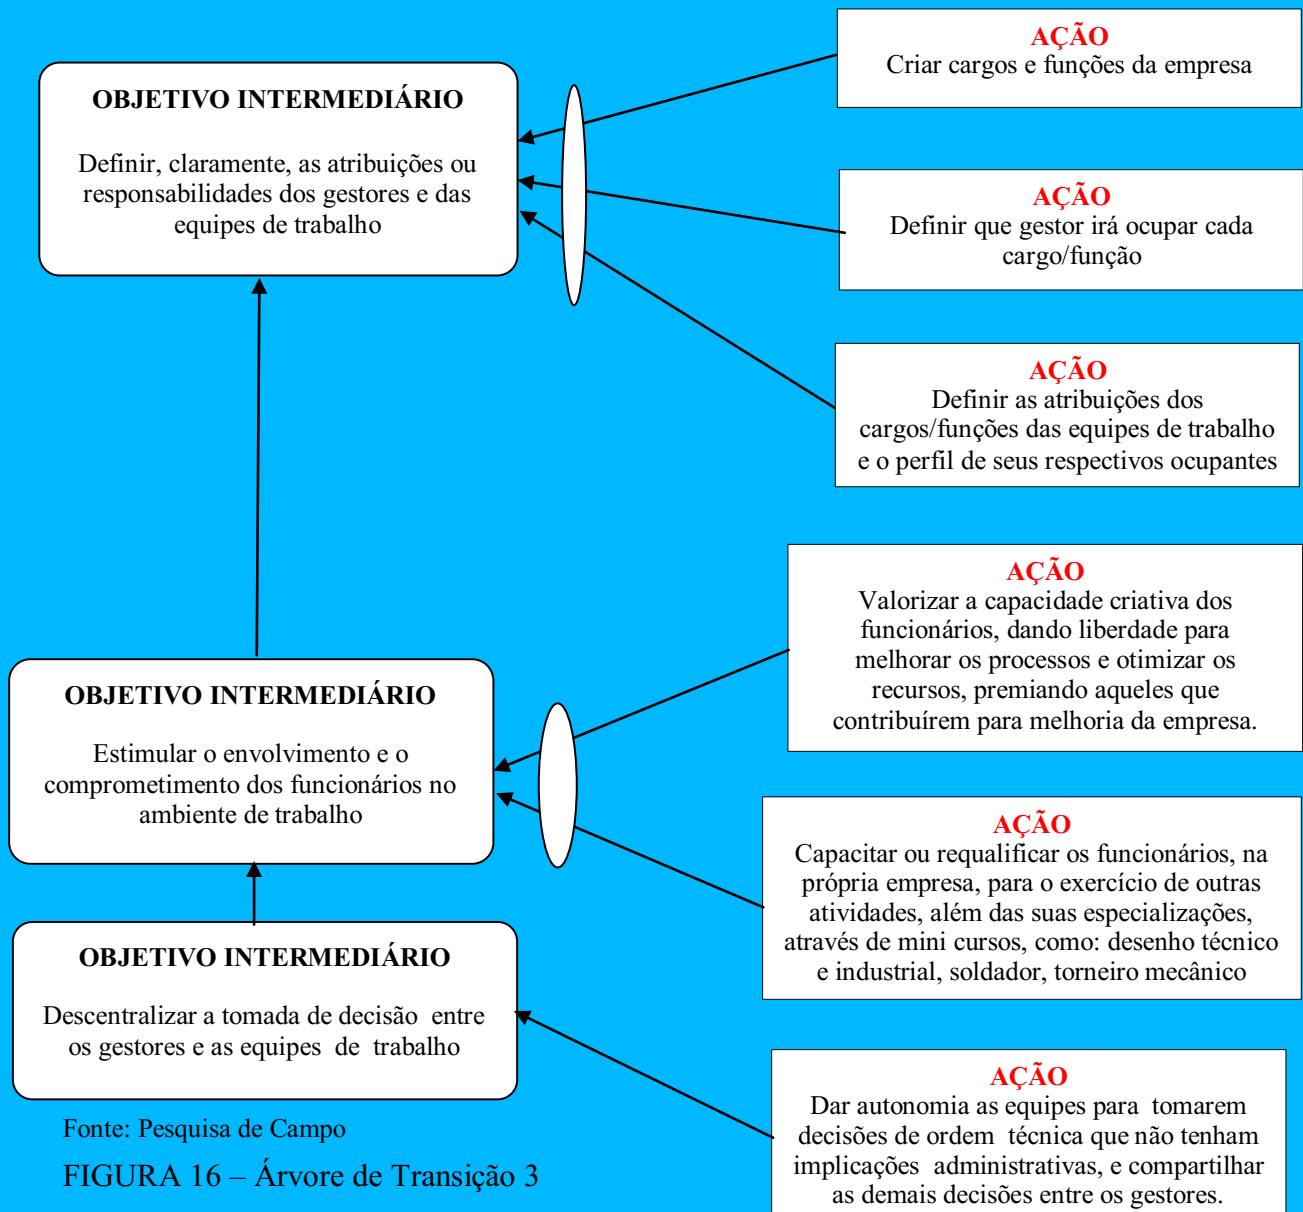 OBJETIVO INTERMEDIÁRIO
Definir, claramente, as atribuições ou
responsabilidades dos gestores e das
equipes de trabalho
AÇÃO
Criar cargos e funções da empresa
AÇÃO
Definir que gestor irá ocupar cada
cargo/função
AÇÃO
Definir as atribuições dos
cargos/funções das equipes de trabalho
e o perfil de seus respectivos ocupantes
OBJETIVO INTERMEDIÁRIO
Estimular o envolvimento e o
comprometimento dos funcionários no
ambiente de trabalho
AÇÃO
Valorizar a capacidade criativa dos
funcionários, dando liberdade para
melhorar os processos e otimizar os
recursos, premiando aqueles que
contribuírem para melhoria da empresa.
AÇÃO
Capacitar ou requalificar os funcionários, na
própria empresa, para o exercício de outras
atividades, além das suas especializações,
através de mini cursos, como: desenho técnico
e industrial, soldador, torneiro mecânico
OBJETIVO INTERMEDIÁRIO
Descentralizar a tomada de decisão entre
os gestores e as equipes de trabalho
AÇÃO
Dar autonomia as equipes para tomarem
decisões de ordem técnica que não tenham
implicações administrativas, e compartilhar
as demais decisões entre os gestores.
Fonte: Pesquisa de Campo
FIGURA 16 – Árvore de Transição 3